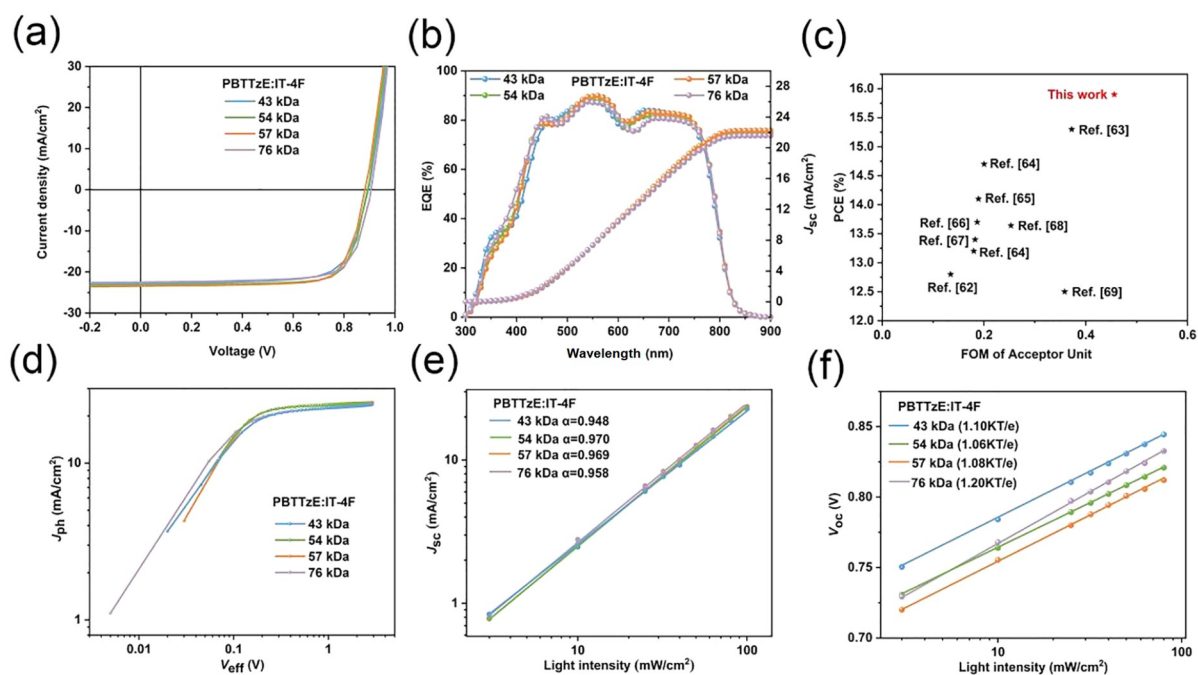 (a)
30
20
10
0
-10
-20
-30
-0.2
0.0
0.2
0.4
0.6
0.8
1.0
Current density (mA/cm²)
Voltage (V)
PBTTzE:IT-4F
43 kDa
54 kDa
57 kDa
76 kDa
(b)
100
80
60
40
20
0
300
400
500
600
700
800
900
28
24
20
16
12
8
4
0
EQE (%)
Wavelength (nm)
Jsc (mA/cm²)
43 kDa
PBTTzE:IT-4F
57 kDa
54 kDa
76 kDa
(c)
16.0
15.5
15.0
14.5
14.0
13.5
13.0
12.5
12.0
0.0
0.2
0.4
0.6
PCE (%)
FOM of Acceptor Unit
This work
Ref. [63]
Ref. [64]
Ref. [65]
Ref. [66]
Ref. [68]
Ref. [67]
Ref. [64]
Ref. [62]
Ref. [69]
(d)
10
1
0.01
0.1
1
Jph (mA/cm²)
Veff (V)
PBTTzE:IT-4F
43 kDa
54 kDa
57 kDa
76 kDa
(e)
10
1
10
100
Jsc (mA/cm²)
Light intensity (mW/cm²)
PBTTzE:IT-4F
43 kDa α=0.948
54 kDa α=0.970
57 kDa α=0.969
76 kDa α=0.958
(f)
0.85
0.80
0.75
0.70
10
100
Voc (V)
Light intensity (mW/cm²)
PBTTzE:IT-4F
43 kDa (1.10KT/e)
54 kDa (1.06KT/e)
57 kDa (1.08KT/e)
76 kDa (1.20KT/e)